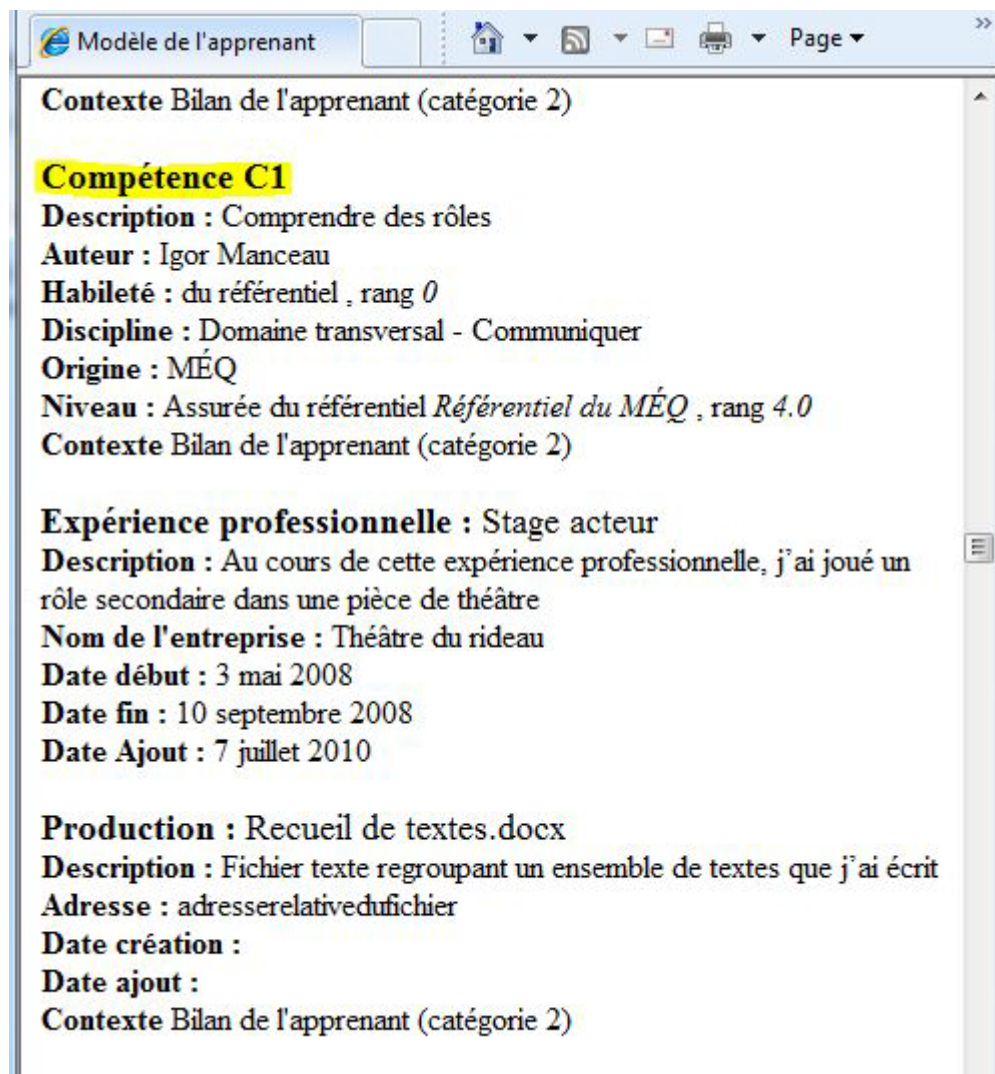 Modèle de l'apprenant
Page
Contexte Bilan de l'apprenant (catégorie 2)
Compétence C1
Description : Comprendre des rôles
Auteur : Igor Manceau
Habileté : du référentiel , rang 0
Discipline : Domaine transversal - Communiquer
Origine : MÉQ
Niveau : Assurée du référentiel Référentiel du MÉQ , rang 4.0
Contexte Bilan de l'apprenant (catégorie 2)
Expérience professionnelle : Stage acteur
Description : Au cours de cette expérience professionnelle, j’ai joué un
rôle secondaire dans une pièce de théâtre
Nom de l'entreprise : Théâtre du rideau
Date début : 3 mai 2008
Date fin : 10 septembre 2008
Date Ajout : 7 juillet 2010
Production : Recueil de textes.docx
Description : Fichier texte regroupant un ensemble de textes que j’ai écrit
Adresse : adresserelativedufichier
Date création :
Date ajout :
Contexte Bilan de l'apprenant (catégorie 2)